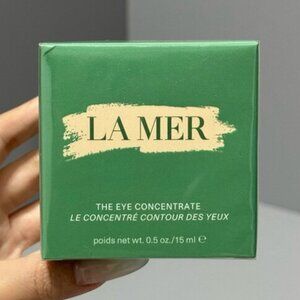 LA MER
THE EYE CONCENTRATE
LE CONCENTRÉ CONTOUR DES YEUX
poids net wt. 0.5 oz./15 ml ℮